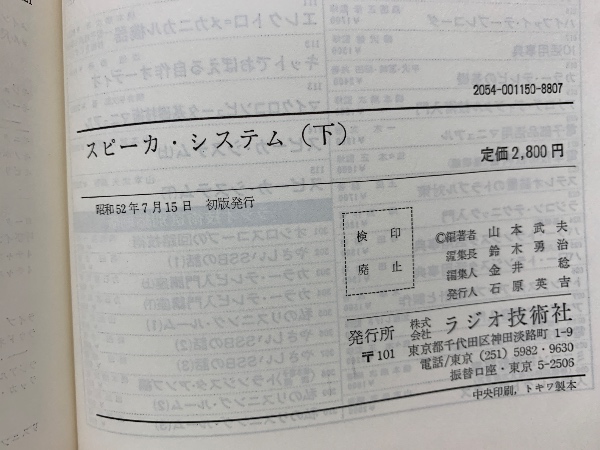 2054-001150-8807
スピーカ・システム(下)
定価2,800円
昭和52年7月15日 初版発行
検印
廃止
©編著者 山本武夫
編集長 鈴木勇治
編集人 金井稔
発行人 石原英吉
発行所 株式会社 ラジオ技術社
〒101 東京都千代田区神田淡路町1-9
電話/東京(251)5982・9630
振替口座・東京5-2506
中央印刷,トキワ製本